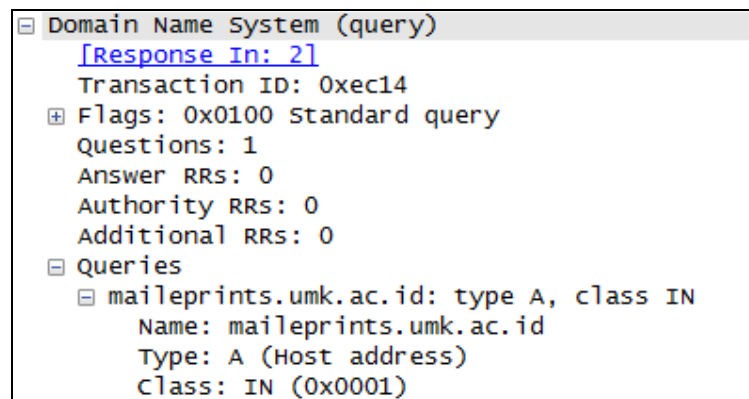 Domain Name System (query)
[Response In: 2]
Transaction ID: 0xec14
Flags: 0x0100 Standard query
Questions: 1
Answer RRs: 0
Authority RRs: 0
Additional RRs: 0
Queries
maileprints.umk.ac.id: type A, class IN
Name: maileprints.umk.ac.id
Type: A (Host address)
Class: IN (0x0001)